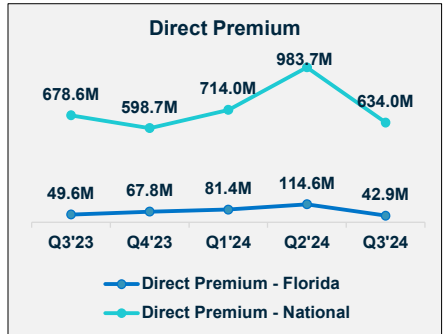 Direct Premium
983.7M
678.6M
598.7M
714.0M
634.0M
49.6M
67.8M
81.4M
114.6M
42.9M
Q3'23 Q4'23 Q1'24 Q2'24 Q3'24
Direct Premium - Florida
Direct Premium - National